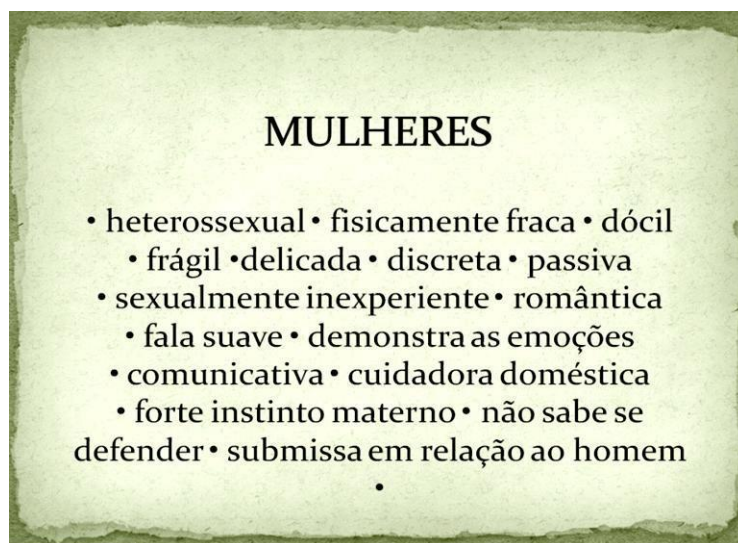 MULHERES
• heterossexual • fisicamente fraca • dócil
• frágil •delicada • discreta • passiva
• sexualmente inexperiente • romântica
• fala suave • demonstra as emoções
• comunicativa • cuidadora doméstica
• forte instinto materno • não sabe se
defender • submissa em relação ao homem
•